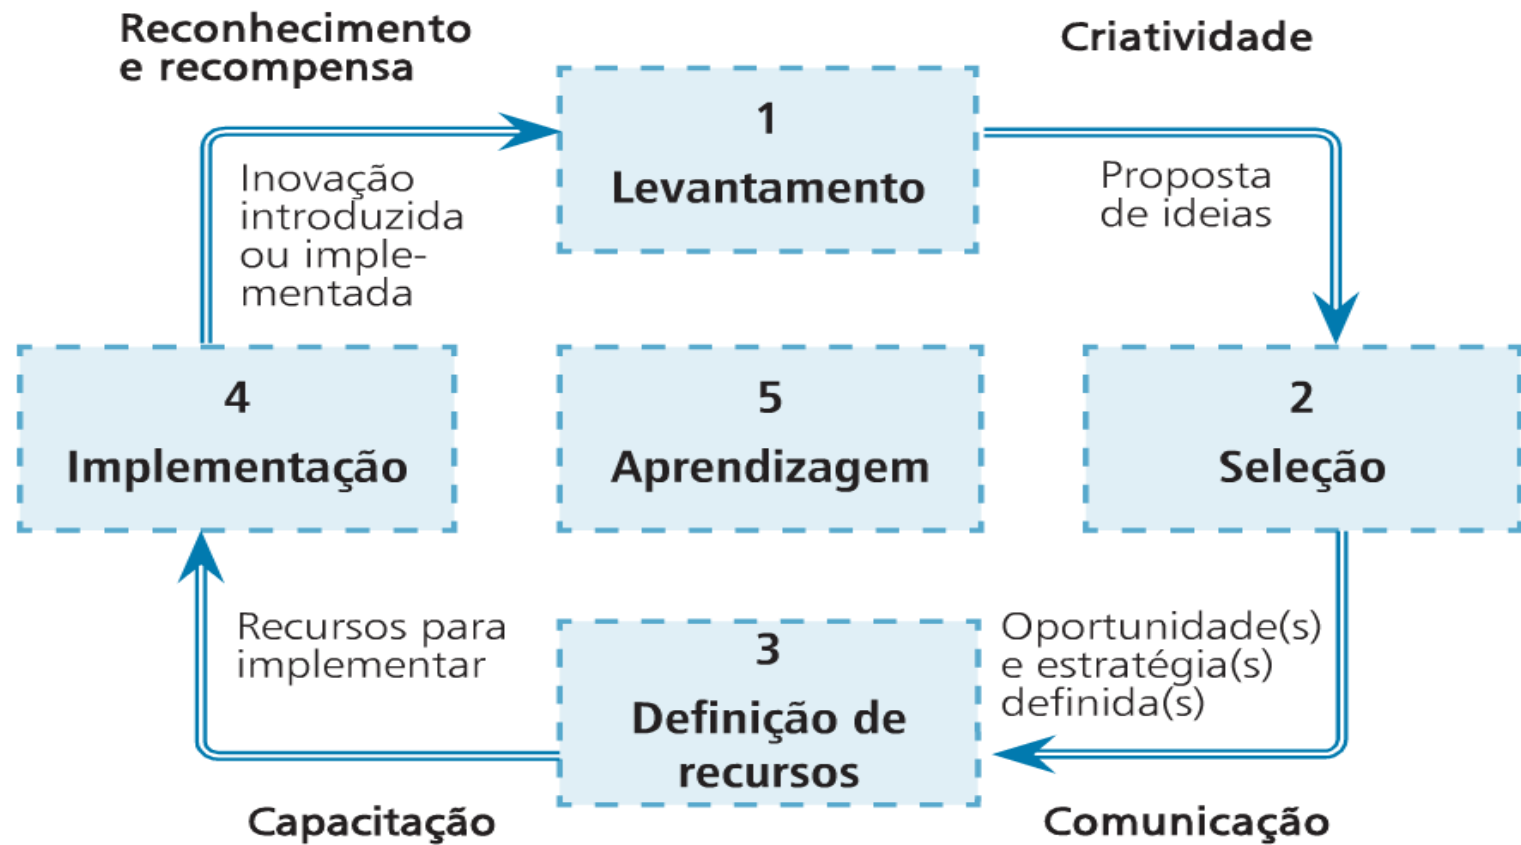 Reconhecimento
e recompensa
Criatividade
1
Levantamento
Inovação
introduzida
ou imple-
mentada
Proposta
de ideias
4
Implementação
5
Aprendizagem
2
Seleção
Recursos para
implementar
3
Definição de
recursos
Oportunidade(s)
e estratégia(s)
definida(s)
Capacitação
Comunicação